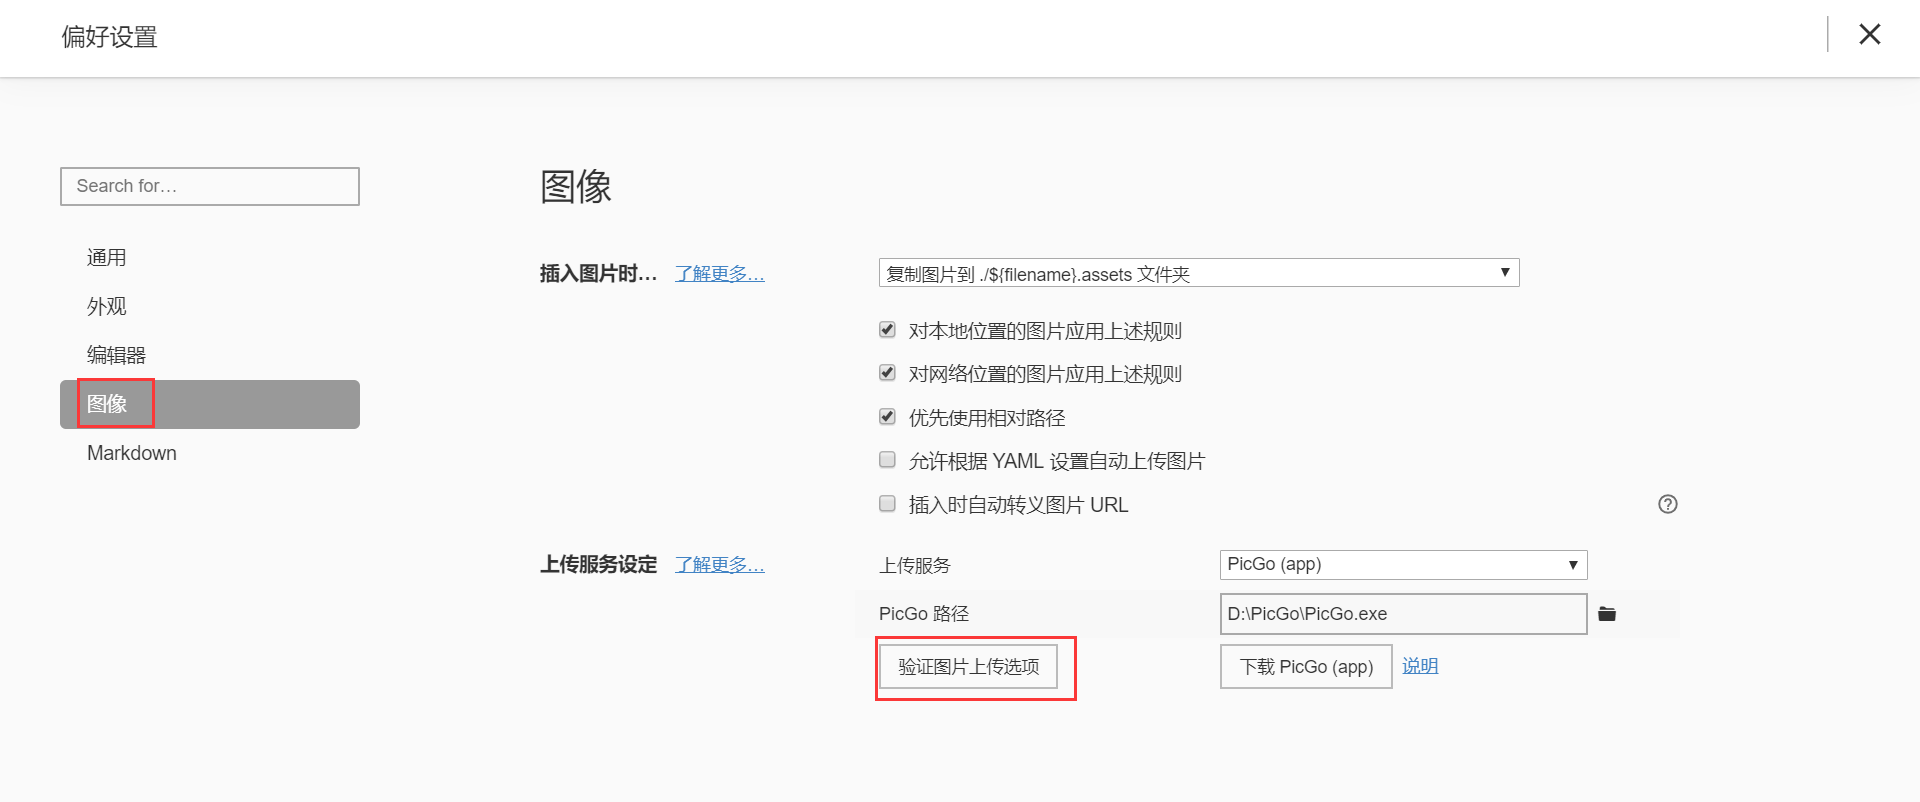 偏好设置
Search for…
通用
外观
编辑器
图像
Markdown
图像
插入图片时… 了解更多… 复制图片到 ./${filename}.assets 文件夹
对本地位置的图片应用上述规则
对网络位置的图片应用上述规则
优先使用相对路径
允许根据 YAML 设置自动上传图片
插入时自动转义图片 URL
上传服务设定 了解更多… 上传服务 PicGo (app)
PicGo 路径 D:\PicGo\PicGo.exe
验证图片上传选项 下载 PicGo (app) 说明